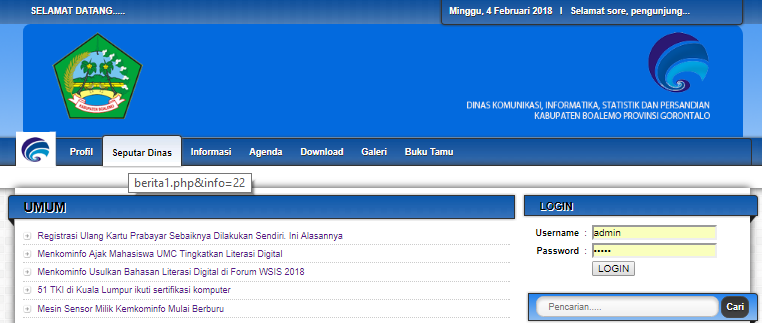 SELAMAT DATANG.....
Minggu, 4 Februari 2018 I Selamat sore, pengunjung...
DINAS KOMUNIKASI, INFORMATIKA, STATISTIK DAN PERSANDIAN
KABUPATEN BOALEMO PROVINSI GORONTALO
Profil Seputar Dinas Informasi Agenda Download Galeri Buku Tamu
berita1.php&info=22
UMUM
Registrasi Ulang Kartu Prabayar Sebaiknya Dilakukan Sendiri. Ini Alasannya
Menkominfo Ajak Mahasiswa UMC Tingkatkan Literasi Digital
Menkominfo Usulkan Bahasan Literasi Digital di Forum WSIS 2018
51 TKI di Kuala Lumpur ikuti sertifikasi komputer
Mesin Sensor Milik Kemkominfo Mulai Berburu
LOGIN
Username : admin
Password : •••••
LOGIN
Pencarian..... Cari